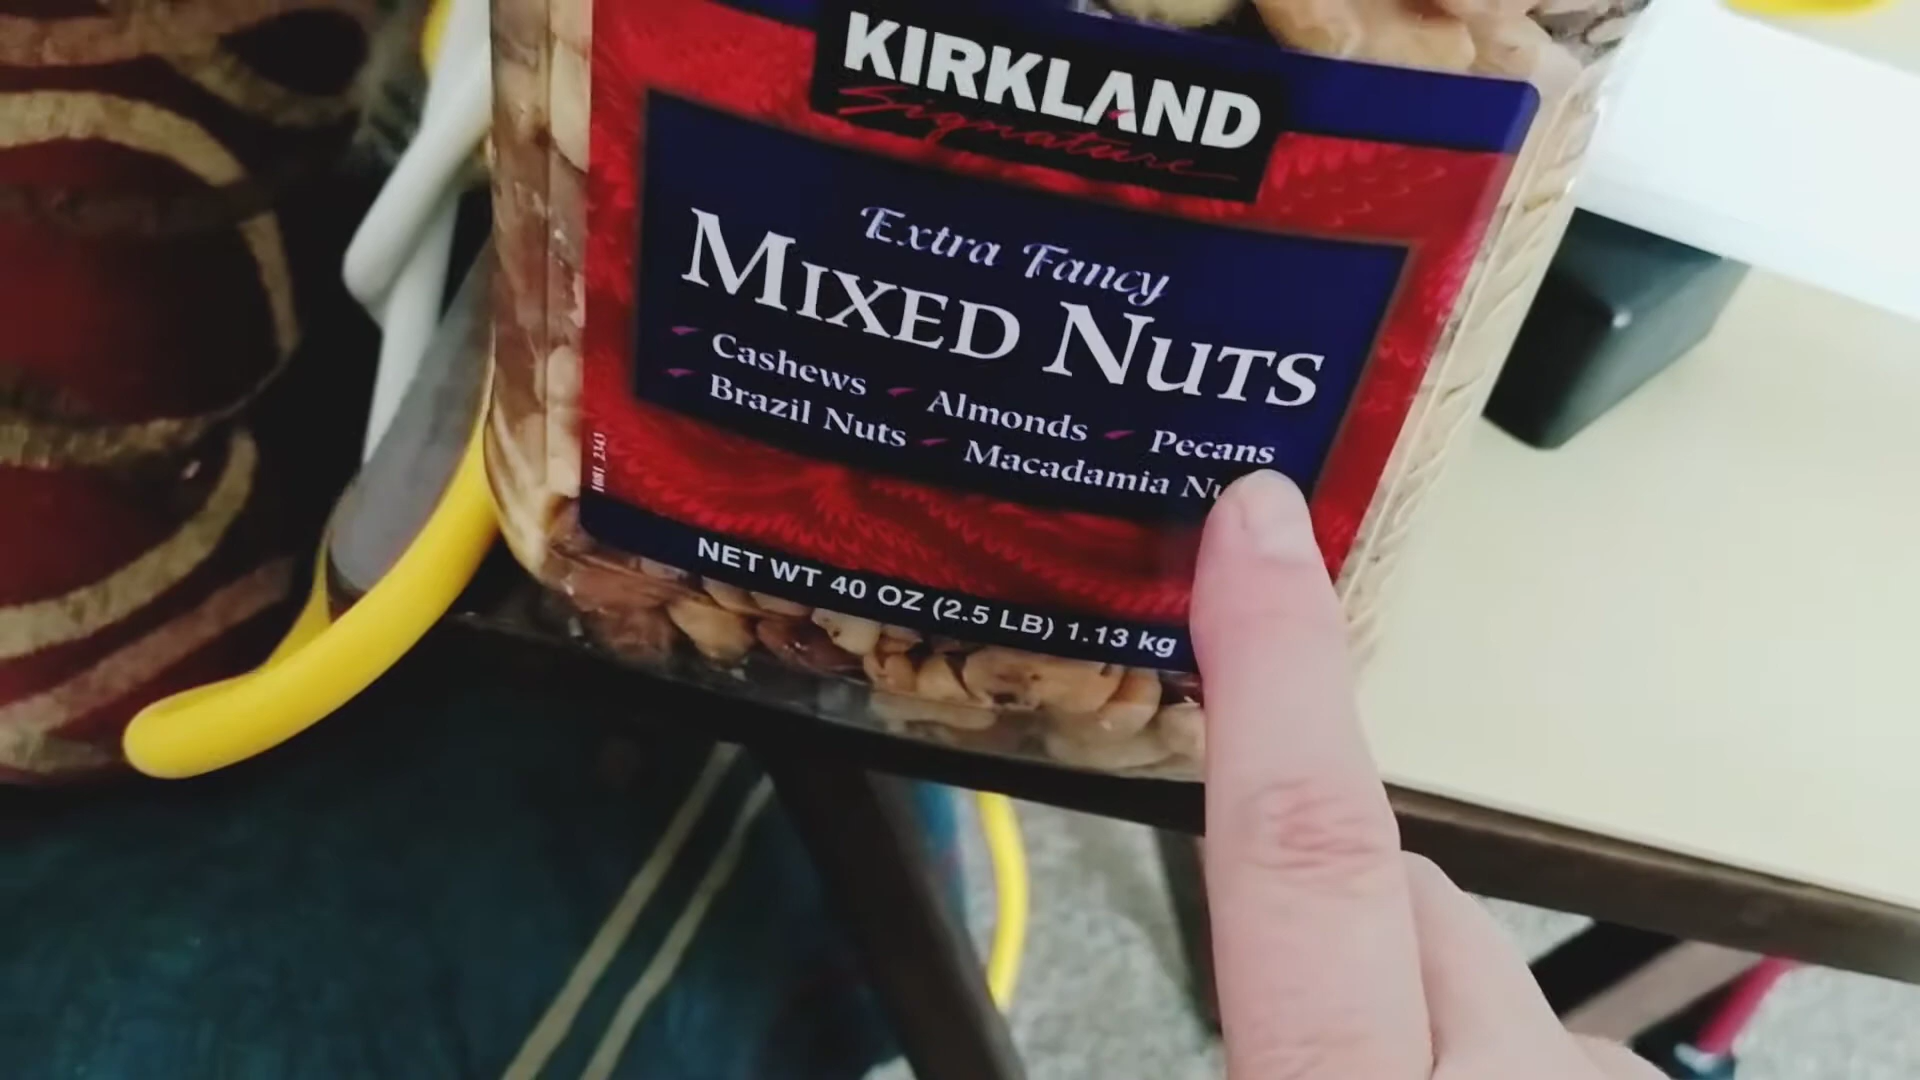 KIRKLAND
Signature
Extra Fancy
MIXED NUTS
Cashews Almonds Pecans
Brazil Nuts Macadamia Nu
NET WT 40 OZ (2.5 LB) 1.13 kg